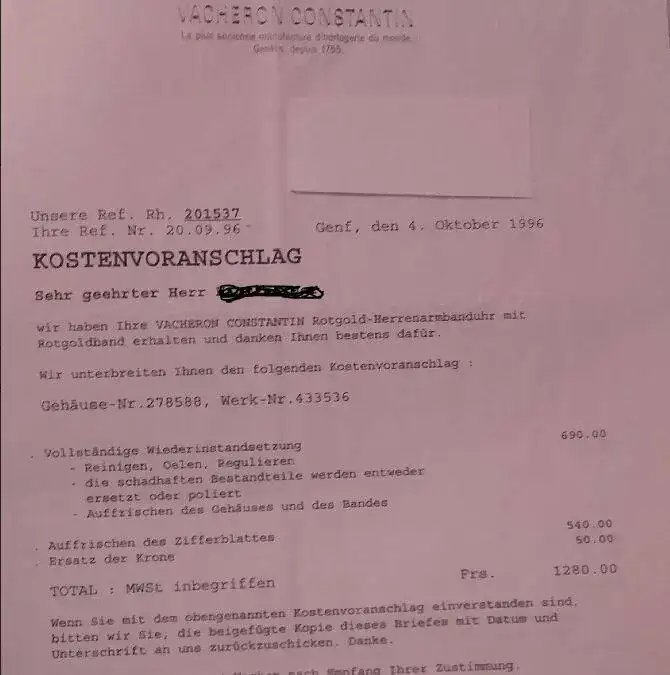 VACHERON CONSTANTIN
La plus ancienne manufacture d'horlogerie du monde.
Genève, depuis 1755.
Unsere Ref. Rh. 201537
Ihre Ref. Nr. 20.09.96
Genf, den 4. Oktober 1996
KOSTENVORANSCHLAG
Sehr geehrter Herr
wir haben Ihre VACHERON CONSTANTIN Rotgold-Herrenarmbanduhr mit
Rotgoldband erhalten und danken Ihnen bestens dafür.
Wir unterbreiten Ihnen den folgenden Kostenvoranschlag :
Gehäuse-Nr.278588, Werk-Nr.433536
. Vollständige Wiederinstandsetzung 690.00
- Reinigen, Oelen, Regulieren
- die schadhaften Bestandteile werden entweder
ersetzt oder poliert
- Auffrischen des Gehäuses und des Bandes
. Auffrischen des Zifferblattes 540.00
. Ersatz der Krone 50.00
TOTAL : MWSt inbegriffen Frs. 1280.00
Wenn Sie mit dem obengenannten Kostenvoranschlag einverstanden sind,
bitten wir Sie, die beigefügte Kopie dieses Briefes mit Datum und
Unterschrift an uns zurückzuschicken. Danke.
nach Empfang Ihrer Zustimmung.